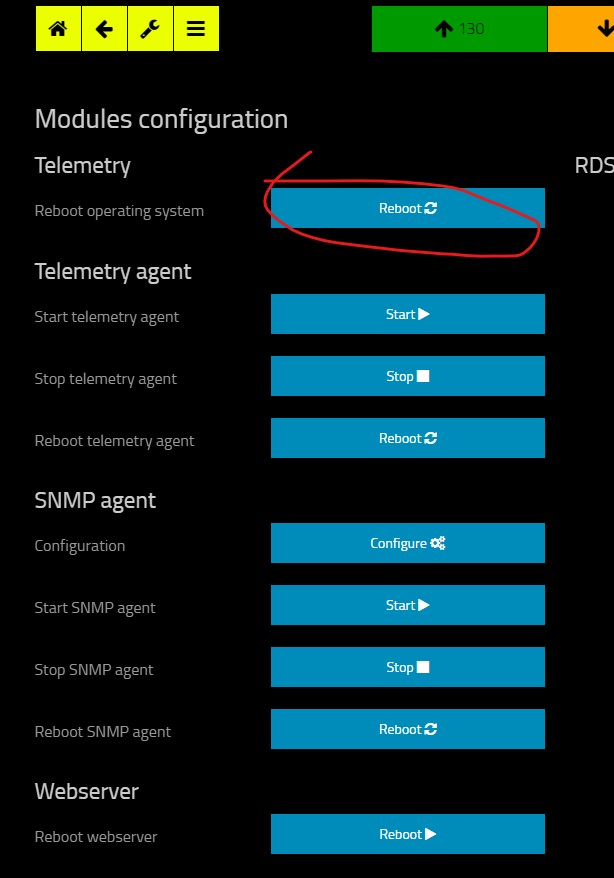 130
Modules configuration
Telemetry
RDS
Reboot operating system
Reboot
Telemetry agent
Start telemetry agent
Start
Stop telemetry agent
Stop
Reboot telemetry agent
Reboot
SNMP agent
Configuration
Configure
Start SNMP agent
Start
Stop SNMP agent
Stop
Reboot SNMP agent
Reboot
Webserver
Reboot webserver
Reboot